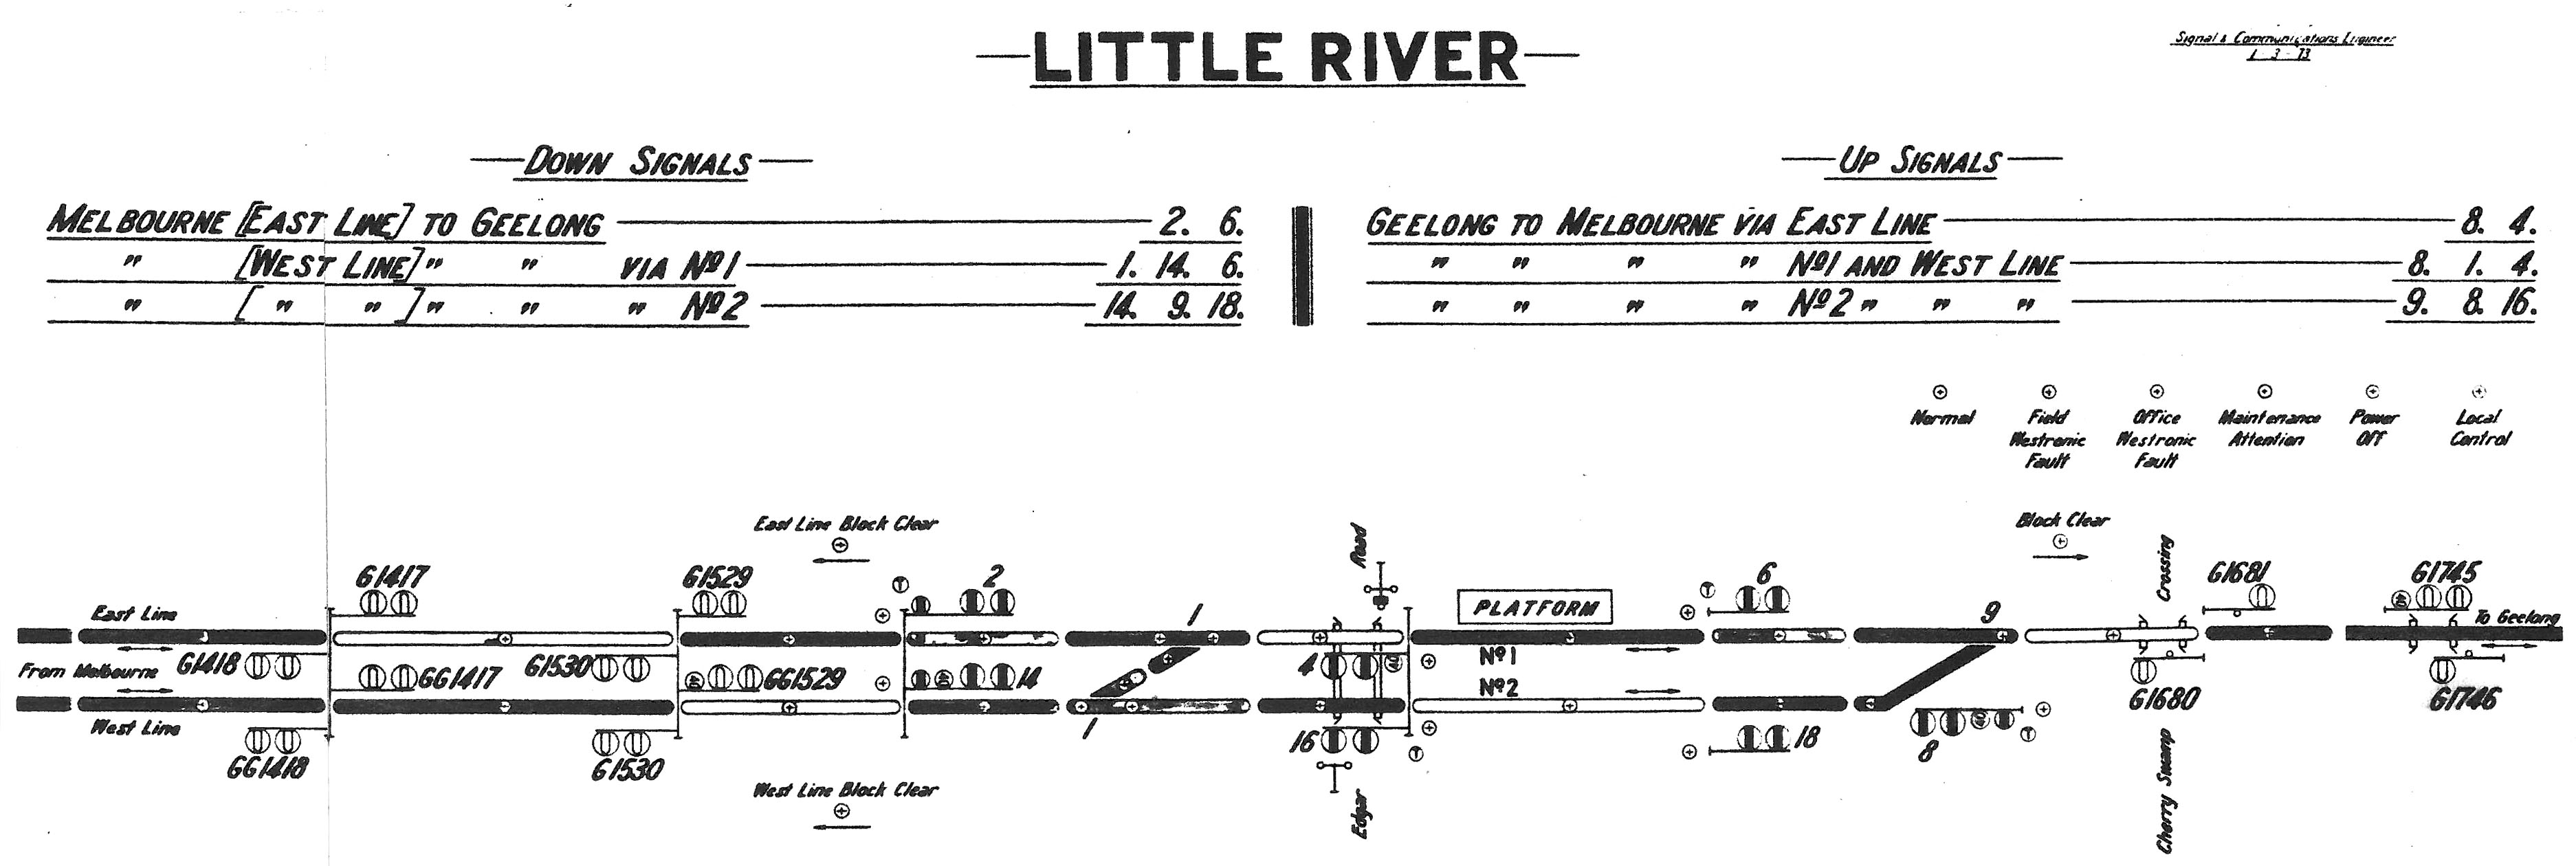 LITTLE RIVER
Signal & Communications Engineer
1 - 3 - 73
DOWN SIGNALS
MELBOURNE [EAST LINE] TO GEELONG 2. 6.
" [WEST LINE] " " VIA Nº1 1. 14. 6.
" [ " " ] " " " Nº2 14. 9. 18.
UP SIGNALS
GEELONG TO MELBOURNE VIA EAST LINE 8. 4.
" " " " Nº1 AND WEST LINE 8. 1. 4.
" " " " Nº2 " " " 9. 8. 16.
Normal
Field Westronic Fault
Office Westronic Fault
Maintenance Attention
Power Off
Local Control
East Line Block Clear
Road
Block Clear
Crossing
G1417
G1529
T
2
T
6
G1681
G1745
East Line
1
PLATFORM
9
To Geelong
From Melbourne
G1418
GG1417
G1530
GG1529
14
4
Nº1
Nº2
G1680
G1746
West Line
1
GG1418
G1530
16
T
18
8
T
West Line Block Clear
Edgar
Cherry Swamp